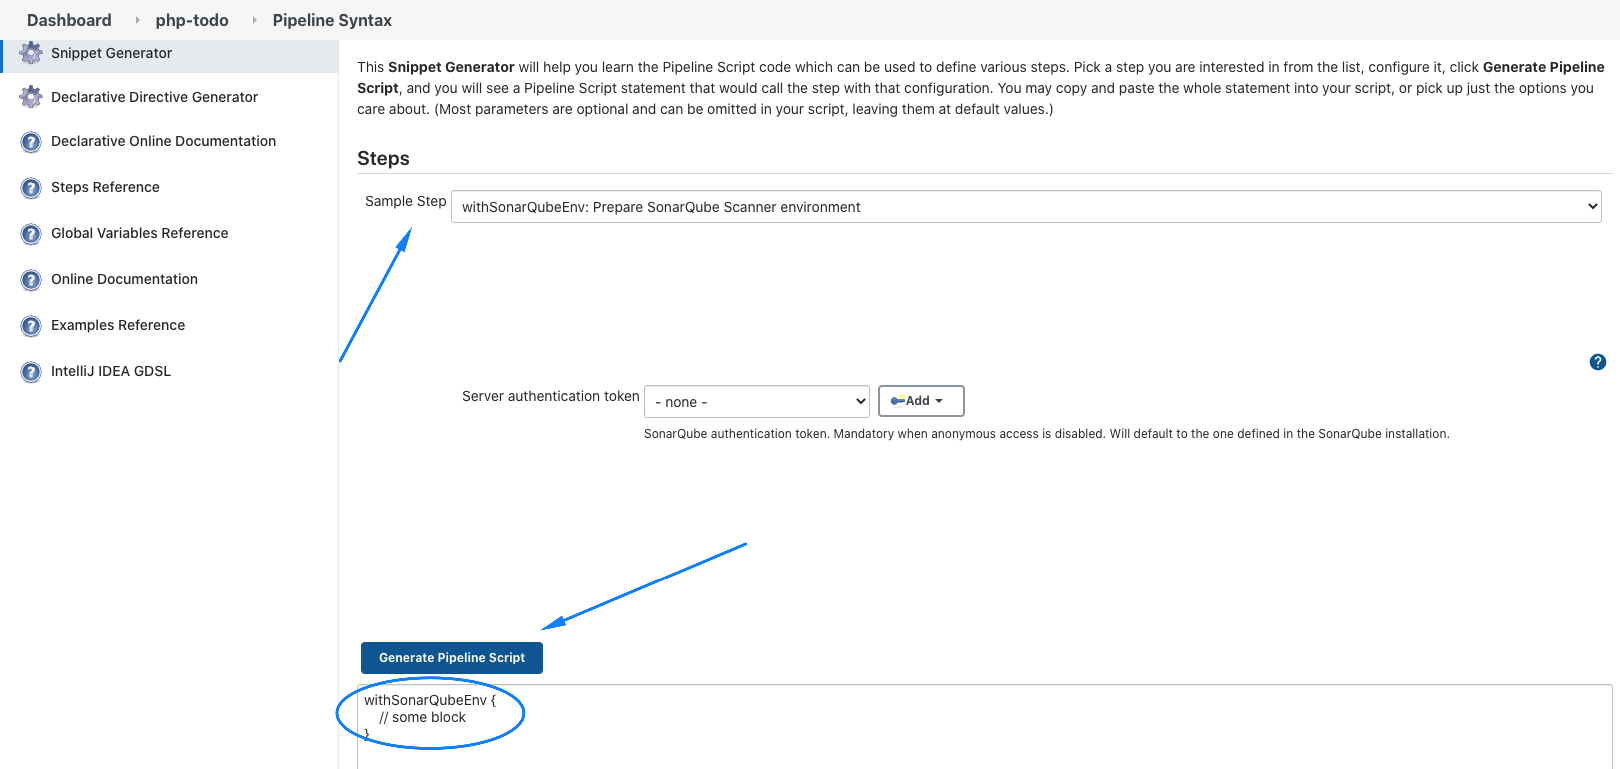 Dashboard php-todo Pipeline Syntax
Snippet Generator
Declarative Directive Generator
Declarative Online Documentation
Steps Reference
Global Variables Reference
Online Documentation
Examples Reference
IntelliJ IDEA GDSL
This Snippet Generator will help you learn the Pipeline Script code which can be used to define various steps. Pick a step you are interested in from the list, configure it, click Generate Pipeline
Script, and you will see a Pipeline Script statement that would call the step with that configuration. You may copy and paste the whole statement into your script, or pick up just the options you
care about. (Most parameters are optional and can be omitted in your script, leaving them at default values.)
Steps
Sample Step withSonarQubeEnv: Prepare SonarQube Scanner environment
Server authentication token - none - Add
SonarQube authentication token. Mandatory when anonymous access is disabled. Will default to the one defined in the SonarQube installation.
Generate Pipeline Script
withSonarQubeEnv {
// some block
}